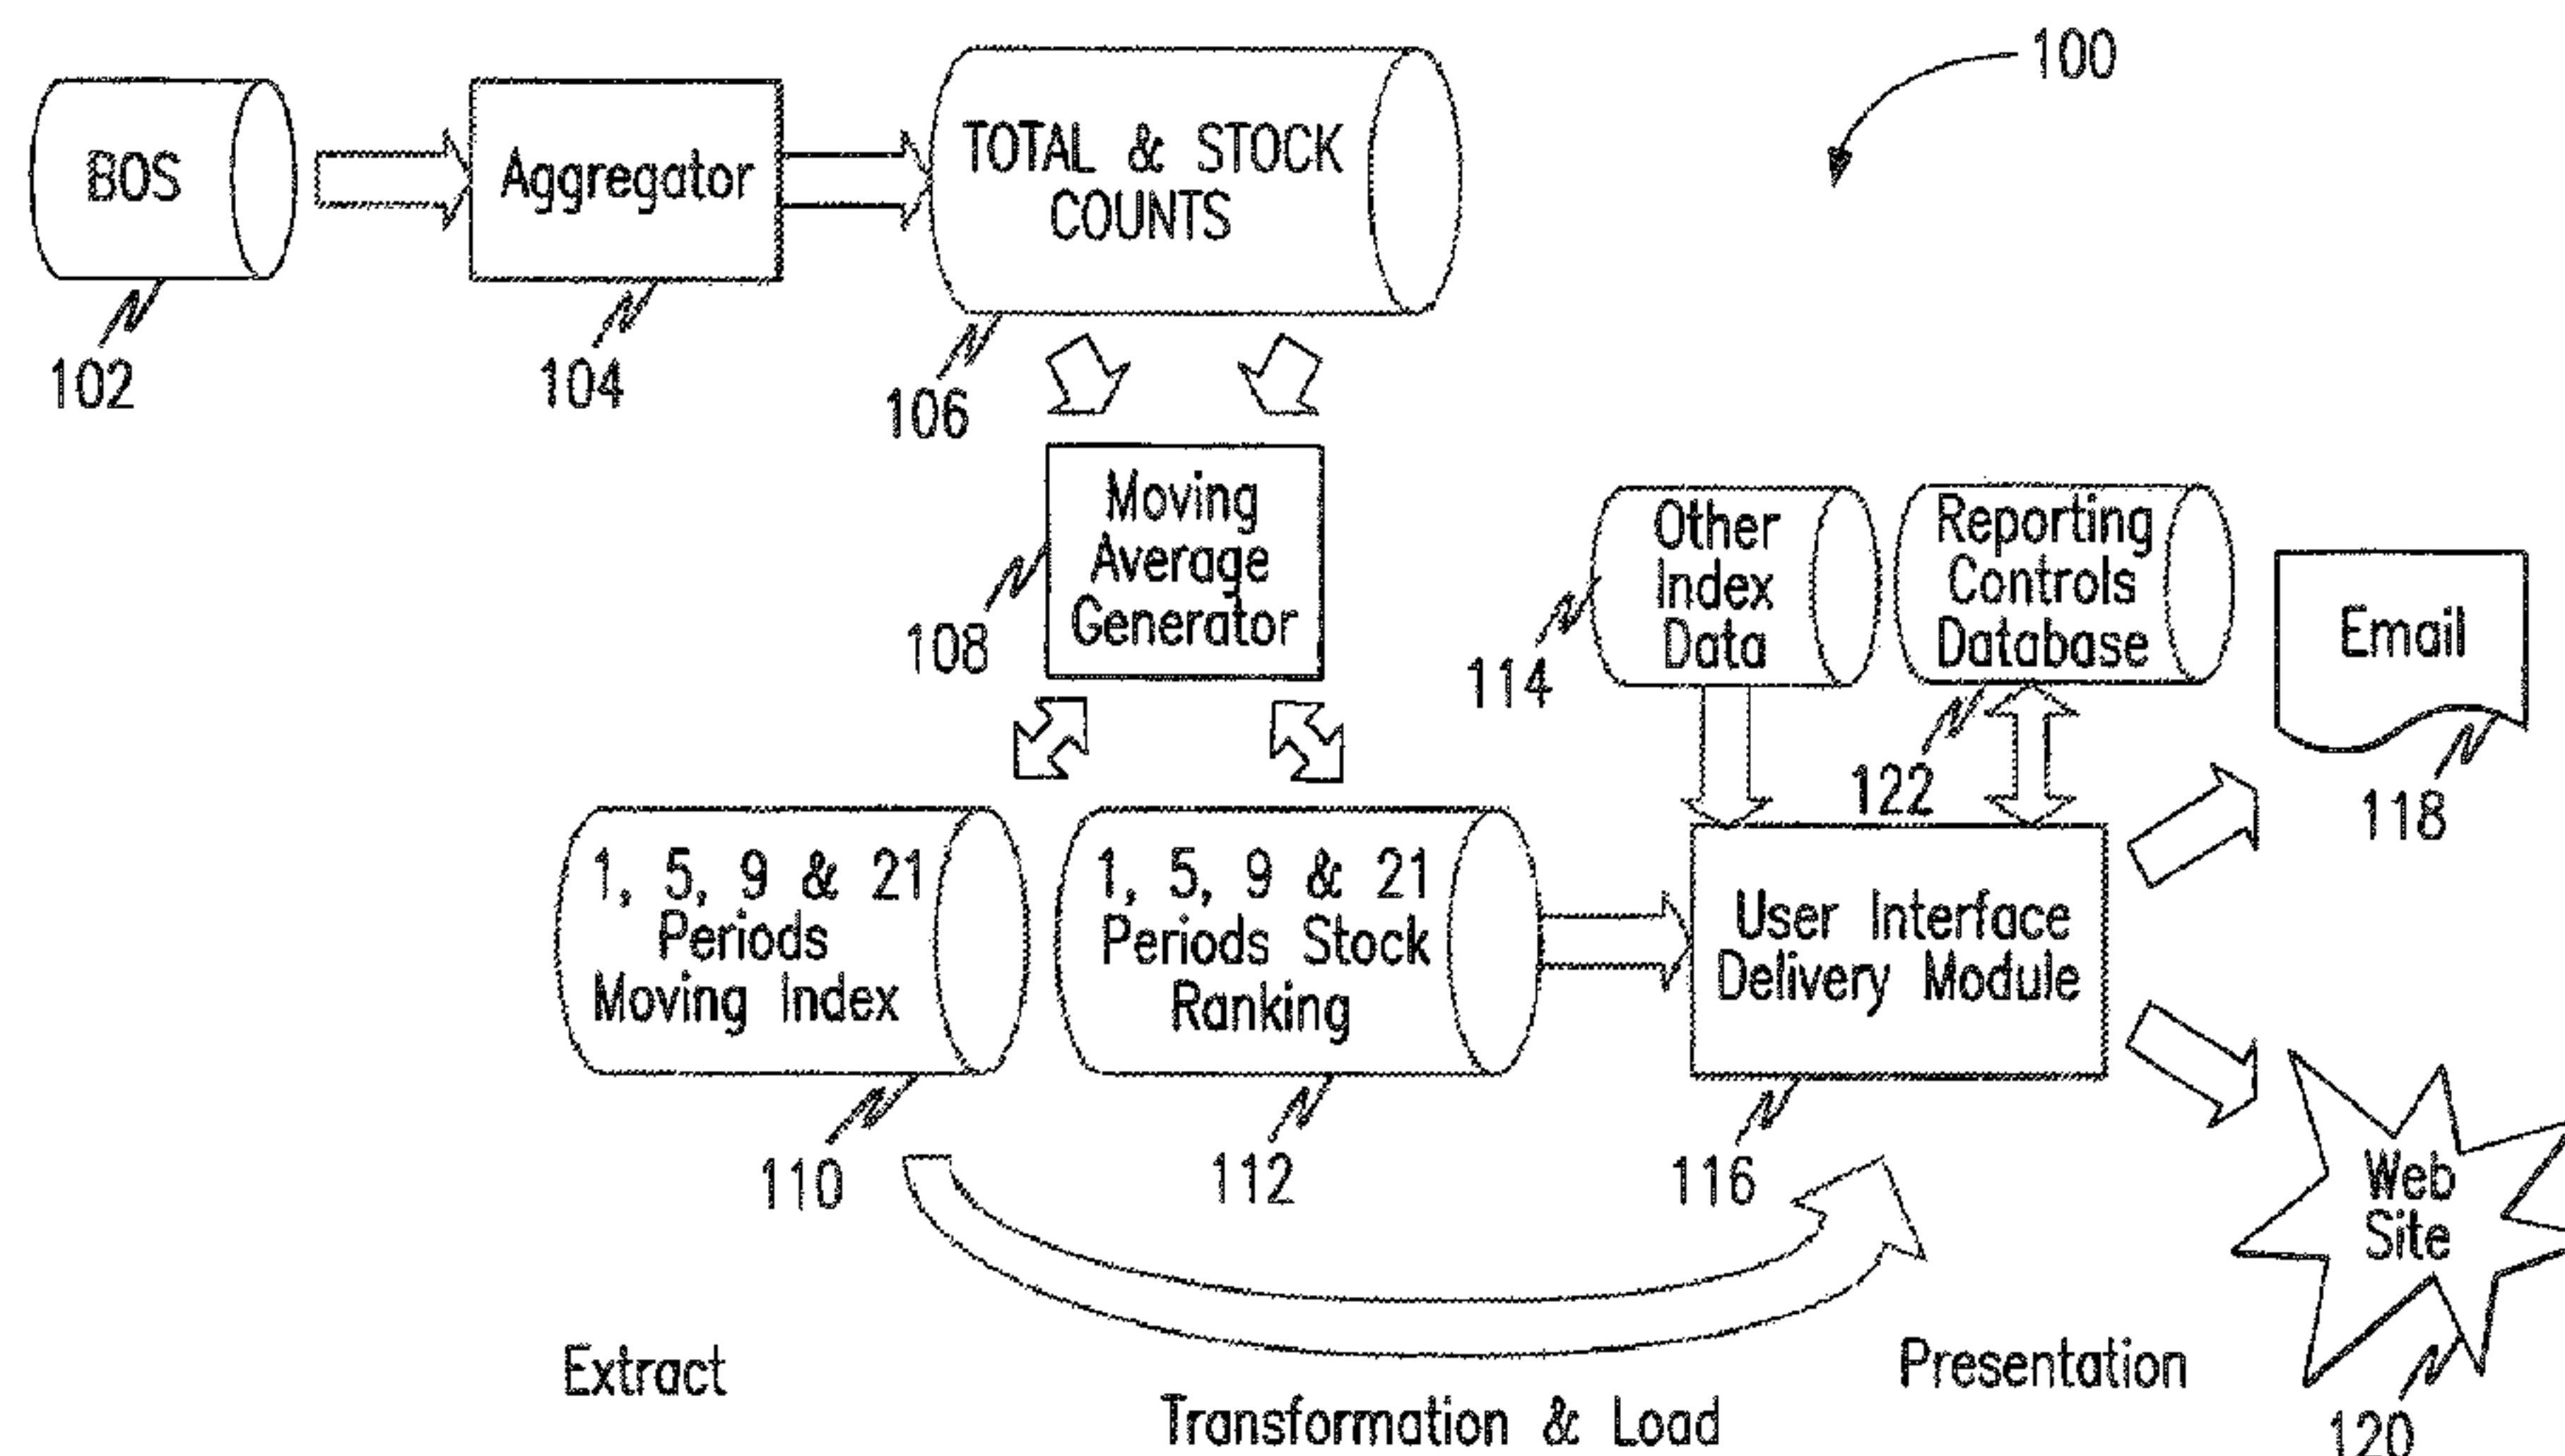 100
BOS
Aggregator
TOTAL & STOCK
COUNTS
102
104
106
Moving
Average
Generator
108
Other
Index
Data
114
Reporting
Controls
Database
122
Email
118
1, 5, 9 & 21
Periods
Moving Index
110
1, 5, 9 & 21
Periods Stock
Ranking
112
User Interface
Delivery Module
116
Web
Site
120
Extract
Transformation & Load
Presentation